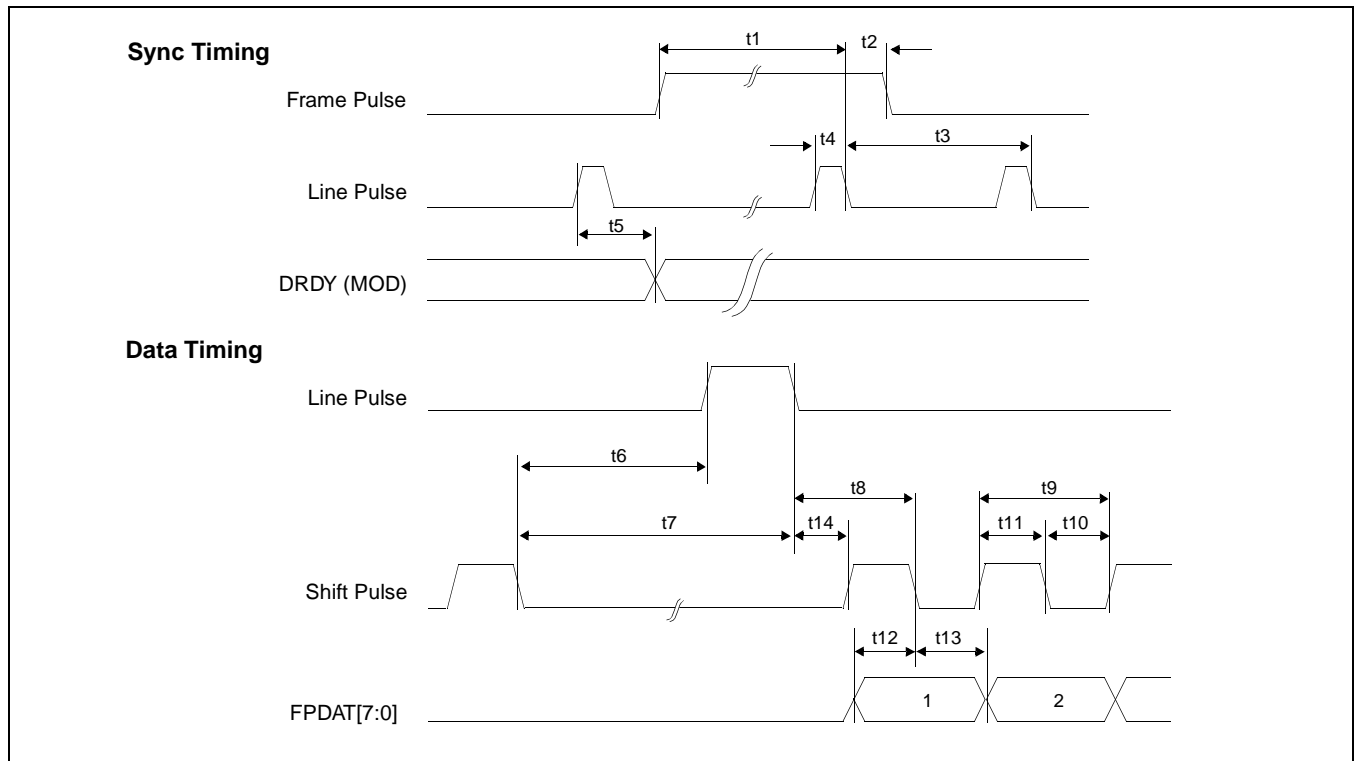 Sync Timing
t1
t2
Frame Pulse
t4
t3
Line Pulse
t5
DRDY (MOD)
Data Timing
Line Pulse
t6
t8
t9
t7
t14
t11
t10
Shift Pulse
t12
t13
FPDAT[7:0]
1
2